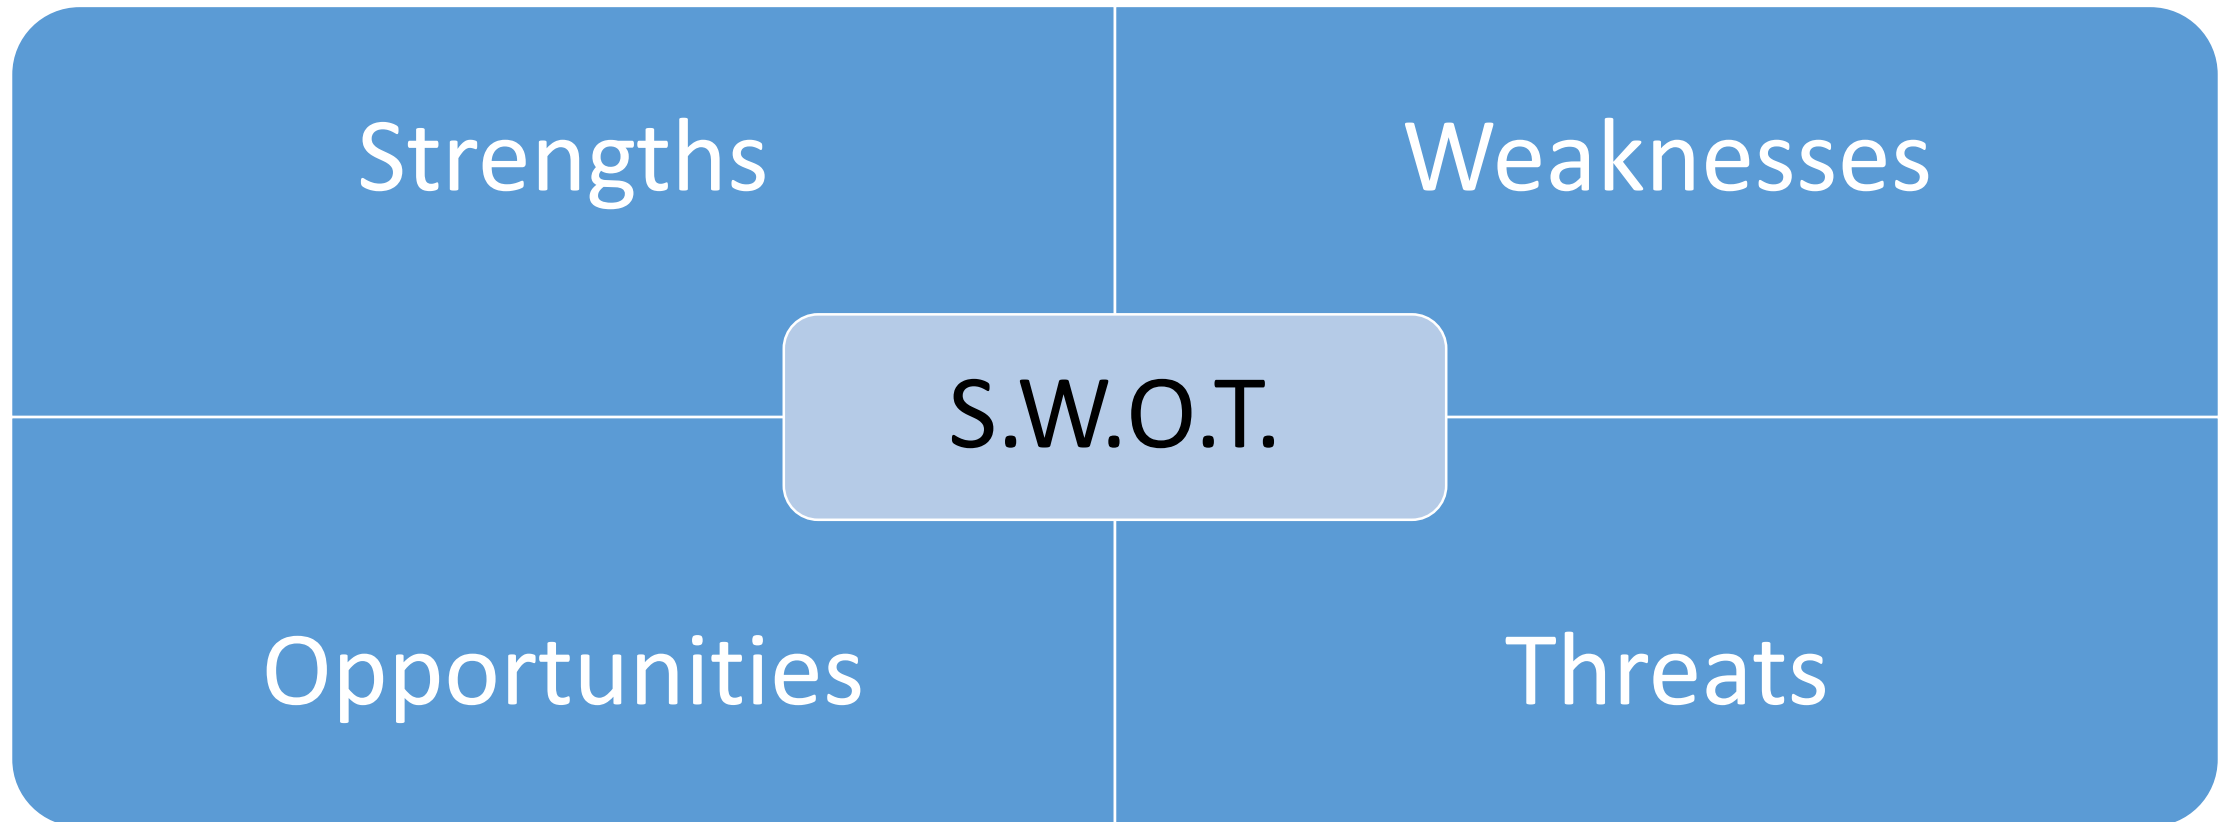 Strengths
Weaknesses
S.W.O.T.
Opportunities
Threats